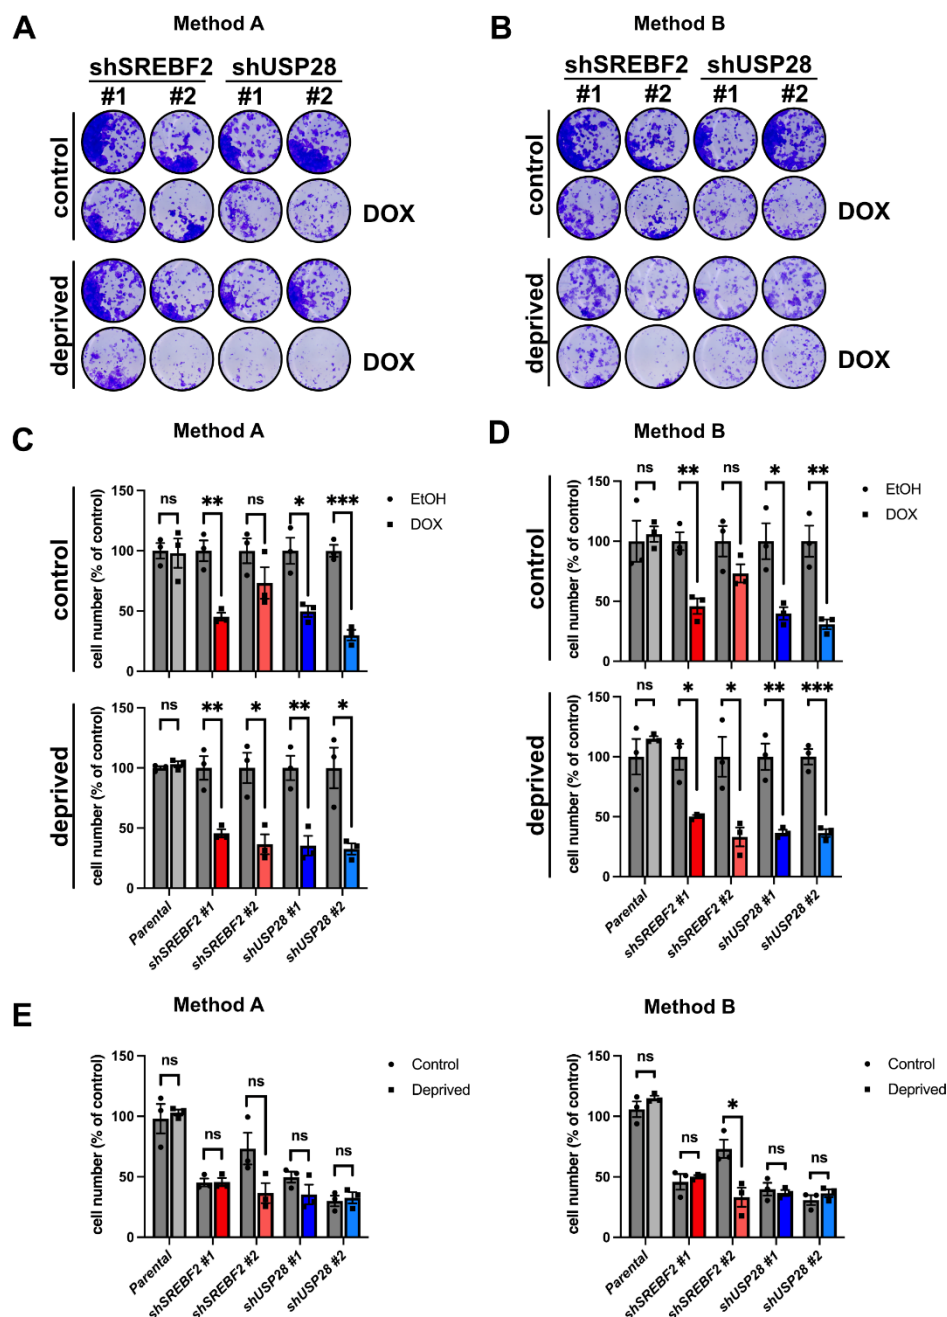 A
Method A
shSREBF2 shUSP28
#1 #2 #1 #2
control
DOX
deprived
DOX
B
Method B
shSREBF2 shUSP28
#1 #2 #1 #2
control
DOX
deprived
DOX
C
Method A
control
cell number (% of control)
150
100
50
0
ns ** ns * ***
EtOH
DOX
deprived
cell number (% of control)
150
100
50
0
ns ** * ** *
Parental
shSREBF2 #1
shSREBF2 #2
shUSP28 #1
shUSP28 #2
D
Method B
control
cell number (% of control)
150
100
50
0
ns ** ns * **
EtOH
DOX
deprived
cell number (% of control)
150
100
50
0
ns * * ** ***
Parental
shSREBF2 #1
shSREBF2 #2
shUSP28 #1
shUSP28 #2
E
Method A
cell number (% of control)
150
100
50
0
ns ns ns ns ns
Control
Deprived
Parental
shSREBF2 #1
shSREBF2 #2
shUSP28 #1
shUSP28 #2
Method B
cell number (% of control)
150
100
50
0
ns ns * ns ns
Control
Deprived
Parental
shSREBF2 #1
shSREBF2 #2
shUSP28 #1
shUSP28 #2